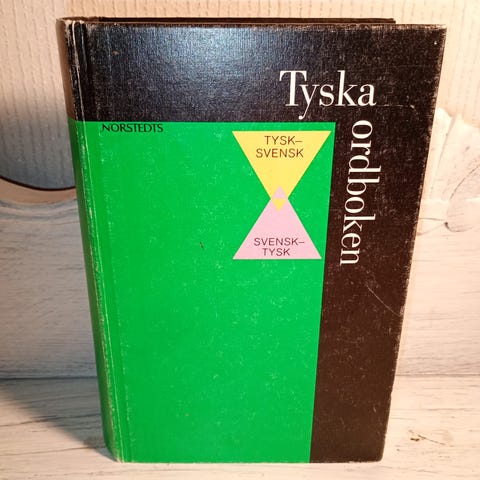 Tyska
ordboken
NORSTEDTS
TYSK–
SVENSK
SVENSK–
TYSK